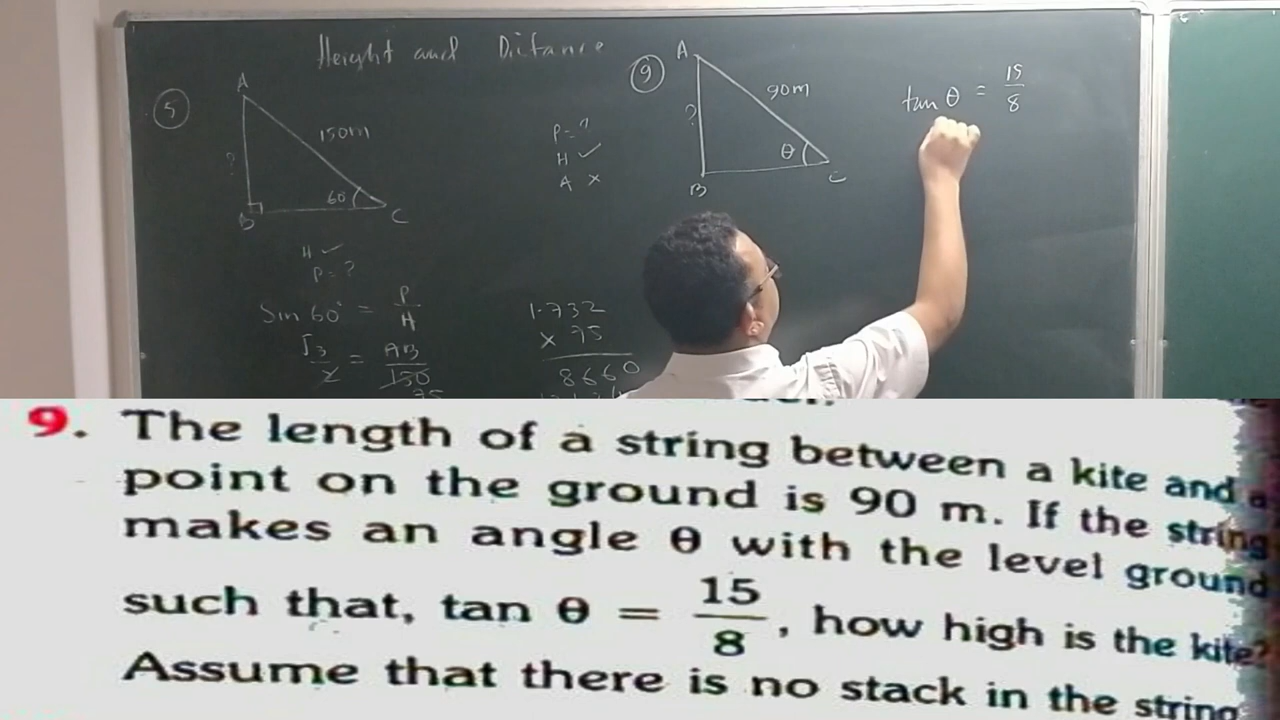 Height and Distance
5
A
150m
?
60°
B
C
H ✓
P = ?
Sin 60° = P/H
√3/2 = AB/150
75
1.732
× 75
8660
P = ?
H ✓
A ×
9
A
90m
?
θ
B
C
tan θ = 15/8
9. The length of a string between a kite and a
point on the ground is 90 m. If the string
makes an angle θ with the level ground
such that, tan θ = 15/8, how high is the kite?
Assume that there is no stack in the string